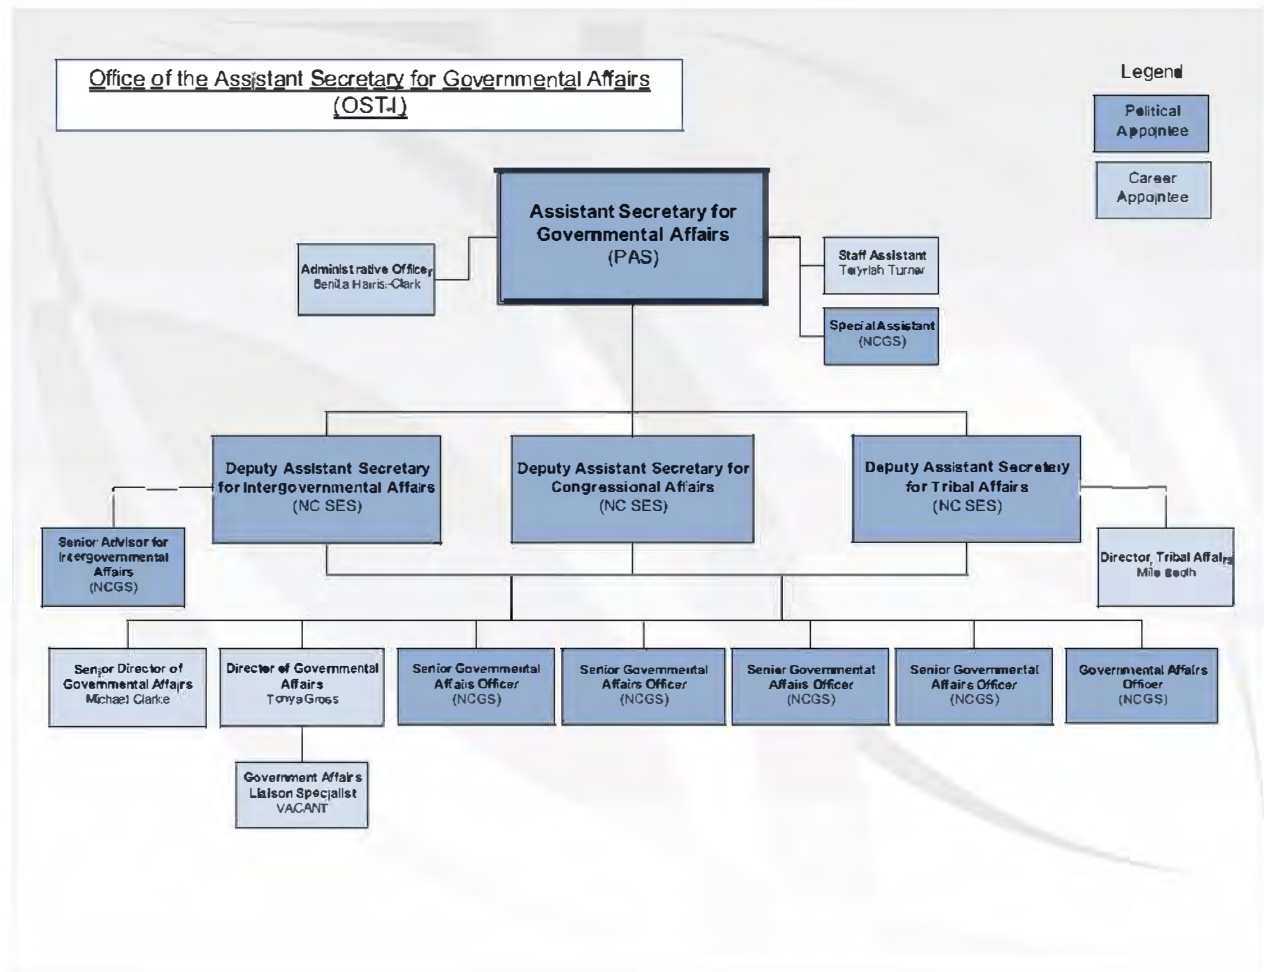 Office of the Assistant Secretary for Governmental Affairs
(OST-I)
Legend
Political
Appointee
Career
Appointee
Assistant Secretary for
Governmental Affairs
(PAS)
Administrative Officer
Harris-Clark
Staff Assistant
Turner
Special Assistant
(NCGS)
Deputy Assistant Secretary
for Intergovernmental Affairs
(NC SES)
Deputy Assistant Secretary for
Congressional Affairs
(NC SES)
Deputy Assistant Secretary
for Tribal Affairs
(NC SES)
Senior Advisor for
Intergovernmental
Affairs
(NCGS)
Director, Tribal Affairs
Senior Director of
Governmental Affairs
Michael Clarke
Director of Governmental
Affairs
Tonya Gross
Senior Governmental
Affairs Officer
(NCGS)
Senior Governmental
Affairs Officer
(NCGS)
Senior Governmental
Affairs Officer
(NCGS)
Senior Governmental
Affairs Officer
(NCGS)
Governmental Affairs
Officer
(NCGS)
Government Affairs
Liaison Specialist
VACANT